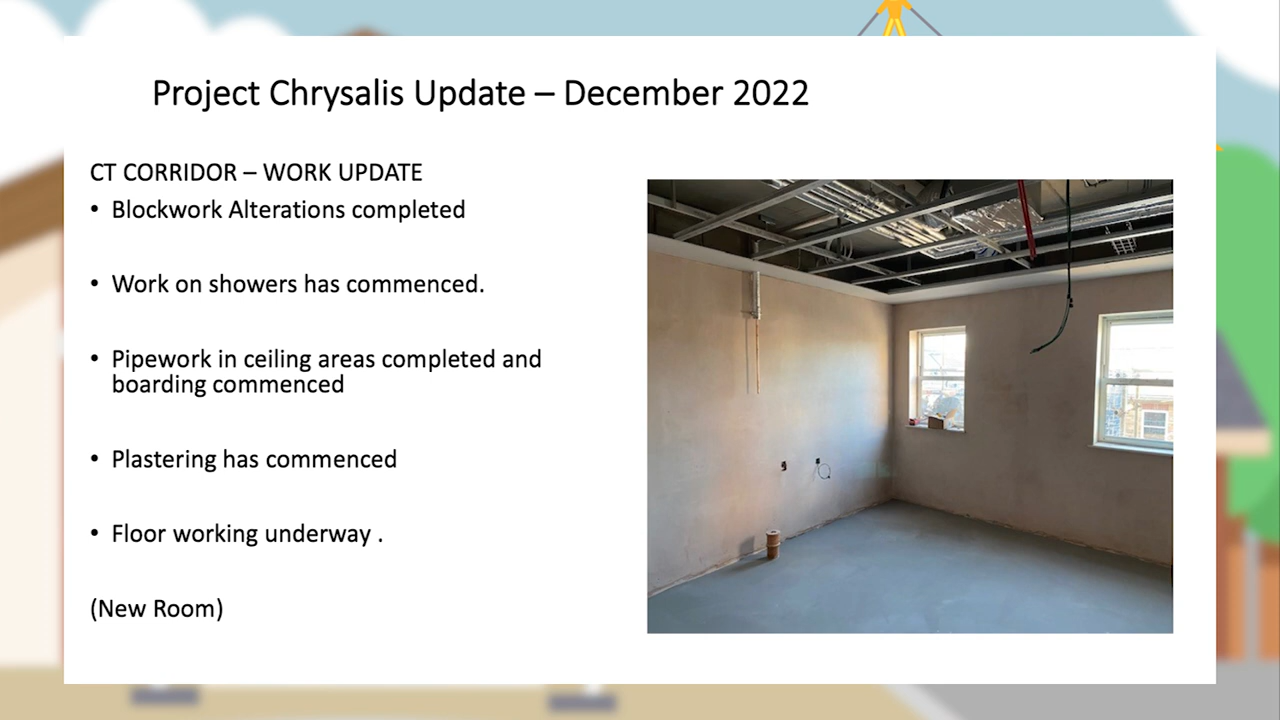 Project Chrysalis Update – December 2022
CT CORRIDOR – WORK UPDATE
• Blockwork Alterations completed
• Work on showers has commenced.
• Pipework in ceiling areas completed and
boarding commenced
• Plastering has commenced
• Floor working underway .
(New Room)